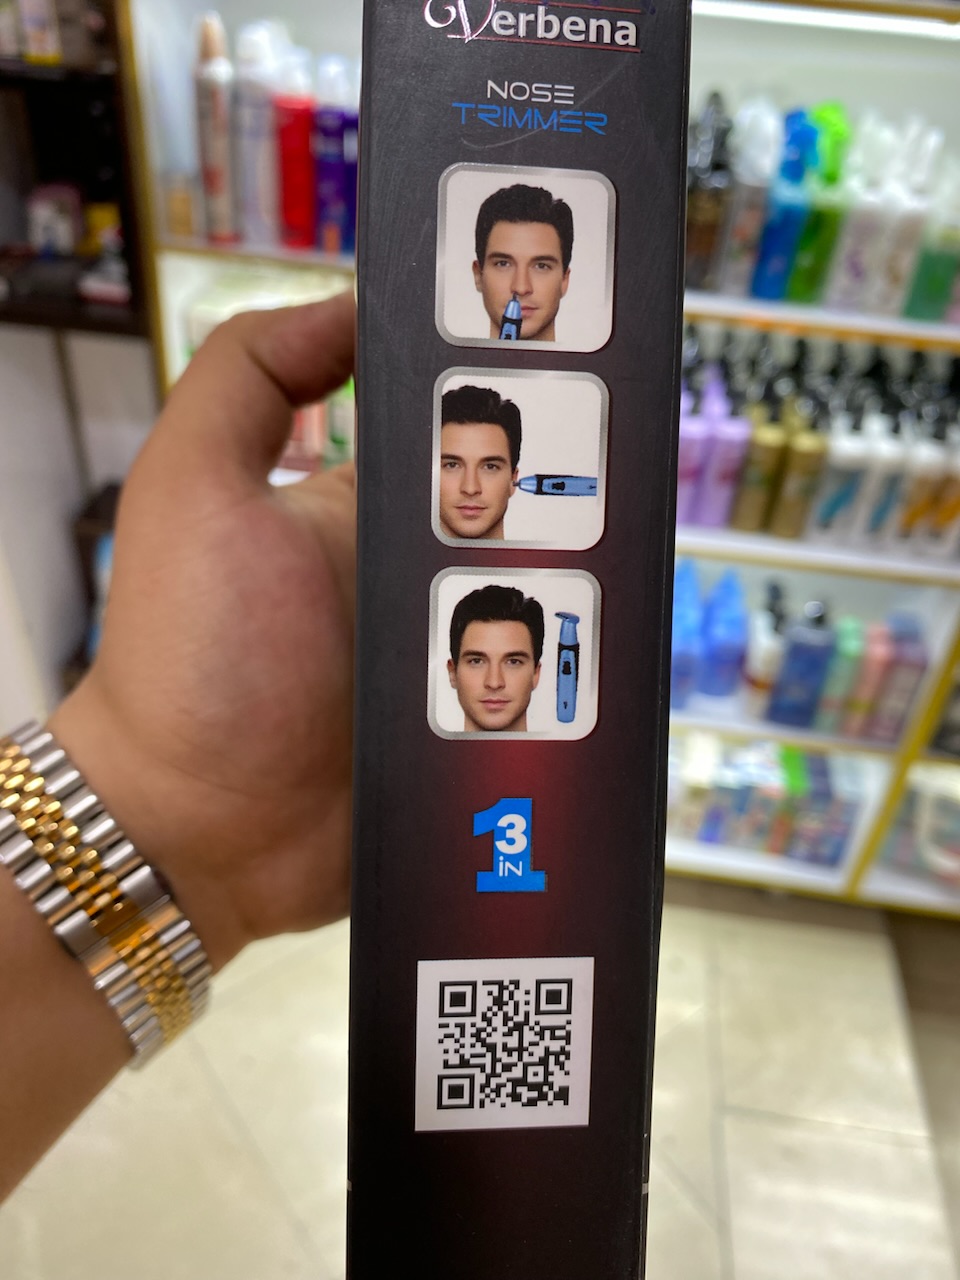 Verbena
NOSE
TRIMMER
3
in
1